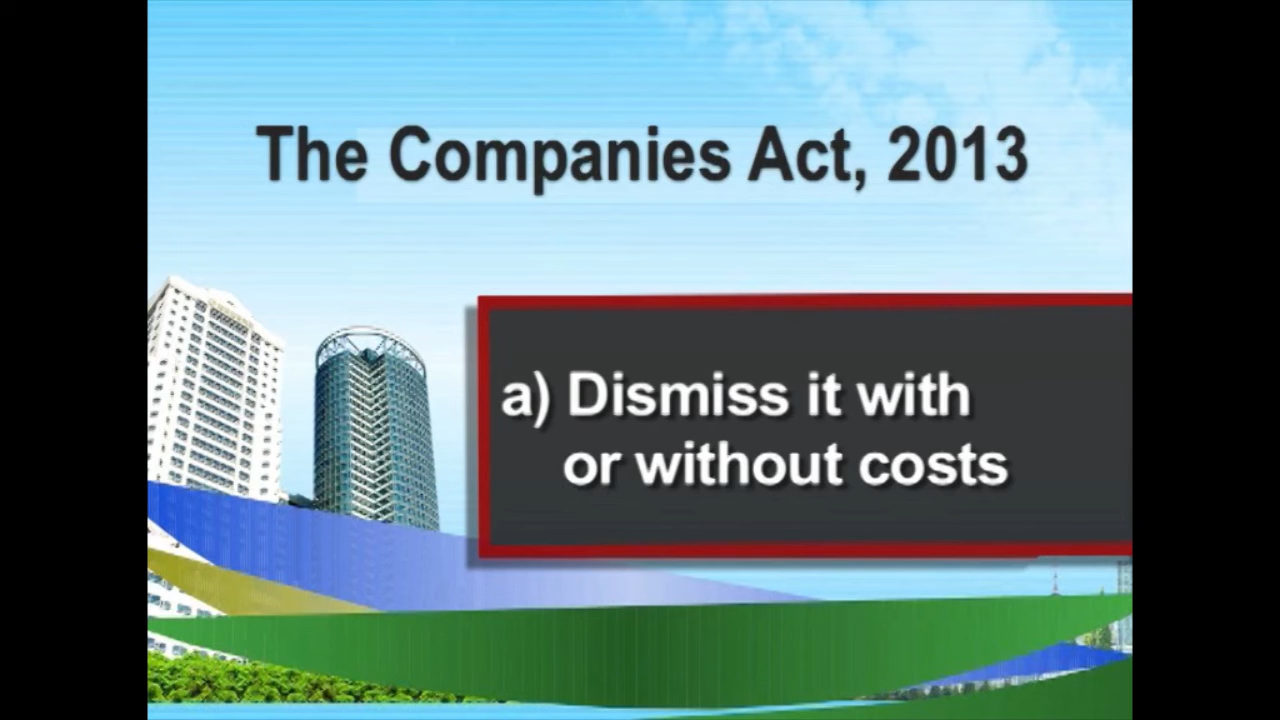 The Companies Act, 2013
a) Dismiss it with
or without costs